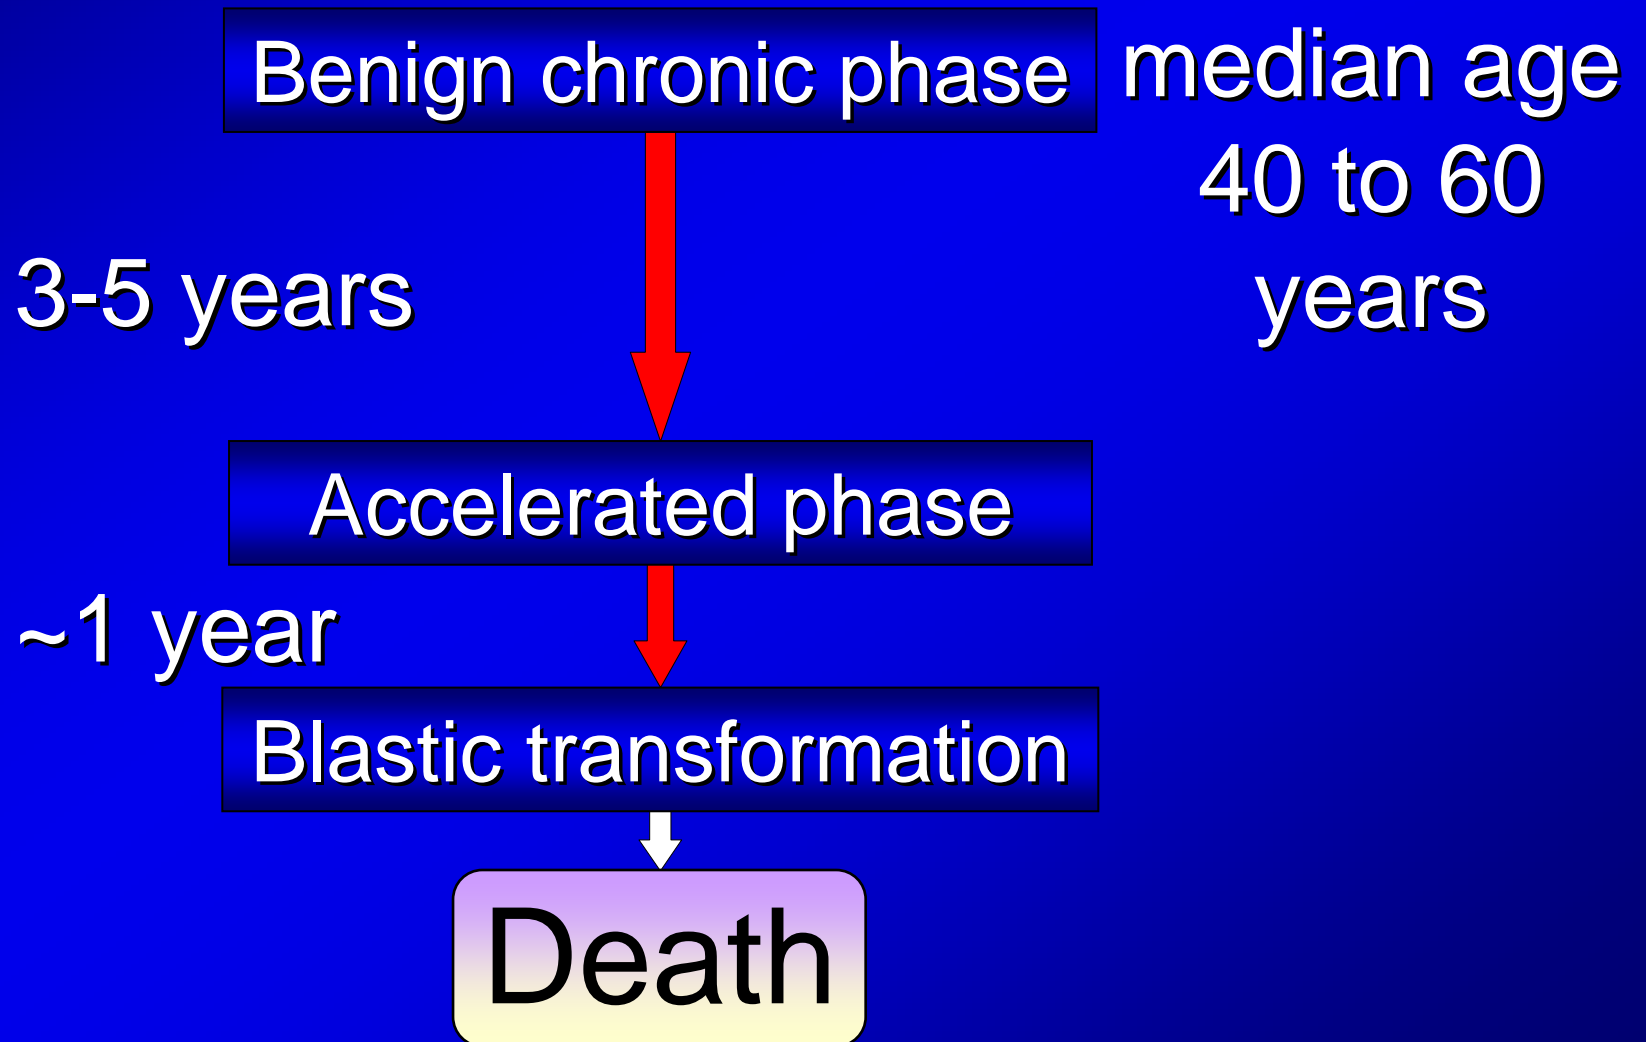 Benign chronic phase
median age
40 to 60
years
3-5 years
Accelerated phase
~1 year
Blastic transformation
Death